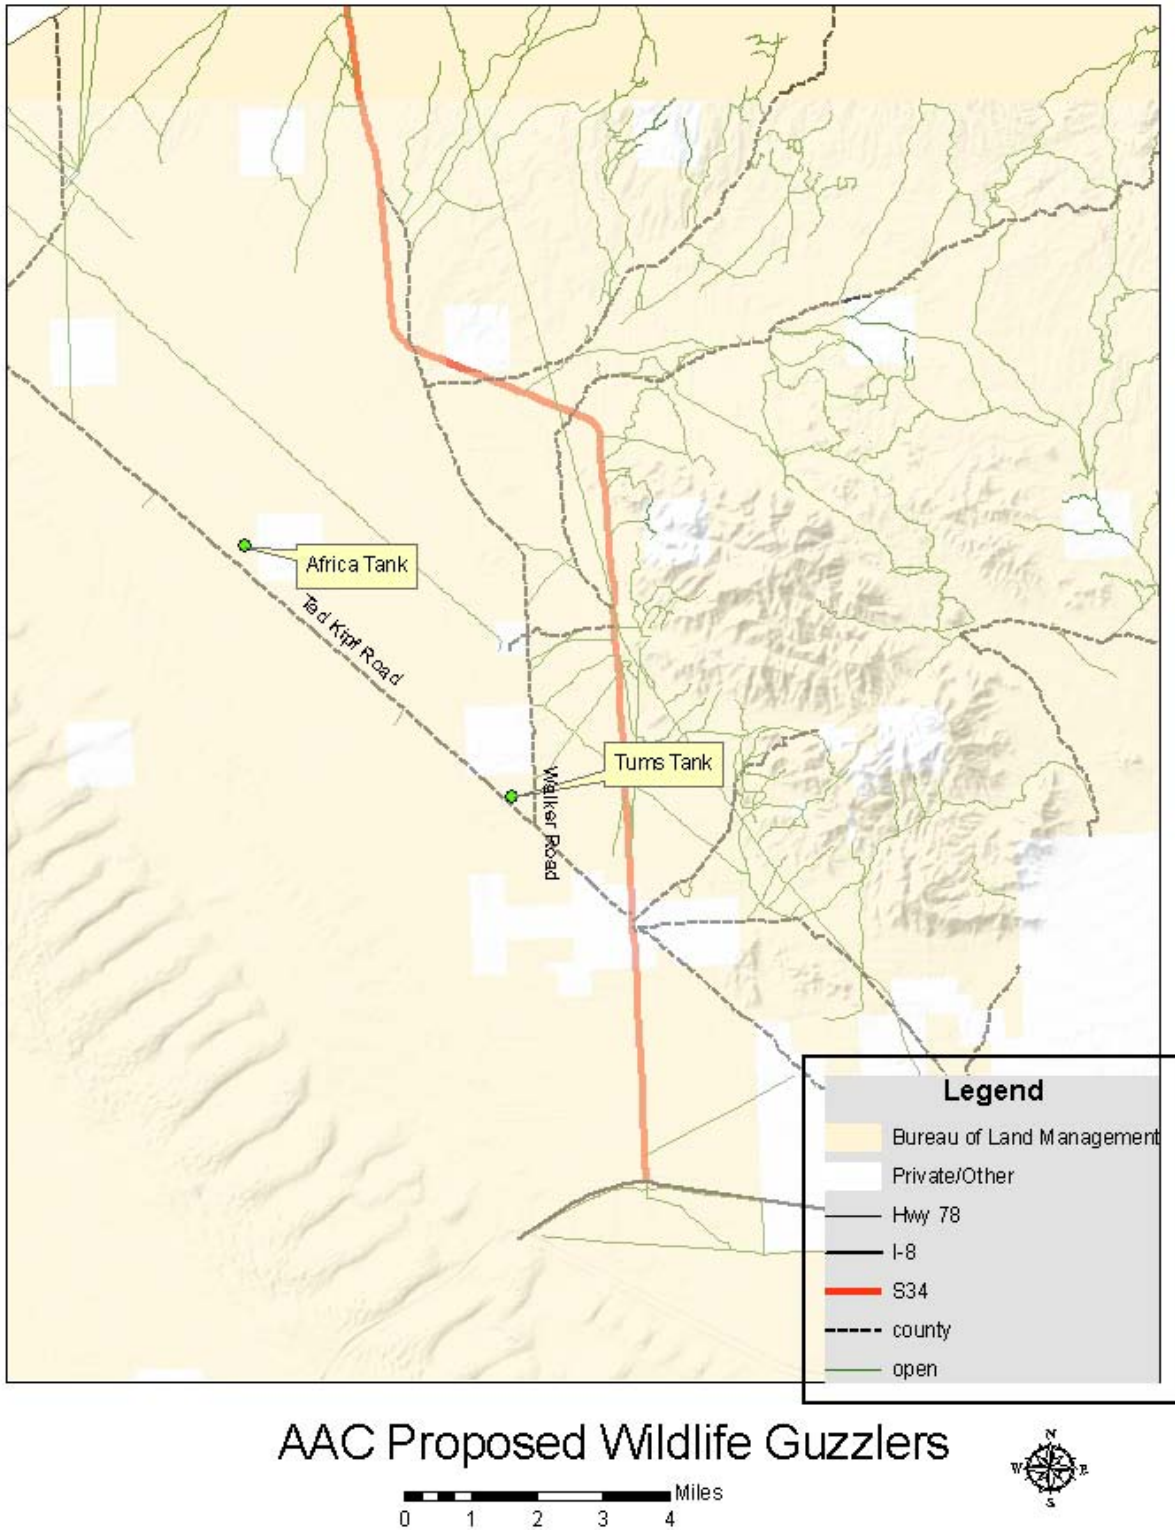 Africa Tank
Ted Kipf Road
Tums Tank
Walker Road
Legend
Bureau of Land Management
Private/Other
Hwy 78
I-8
S34
county
open
AAC Proposed Wildlife Guzzlers
N
W E
S
Miles
0 1 2 3 4